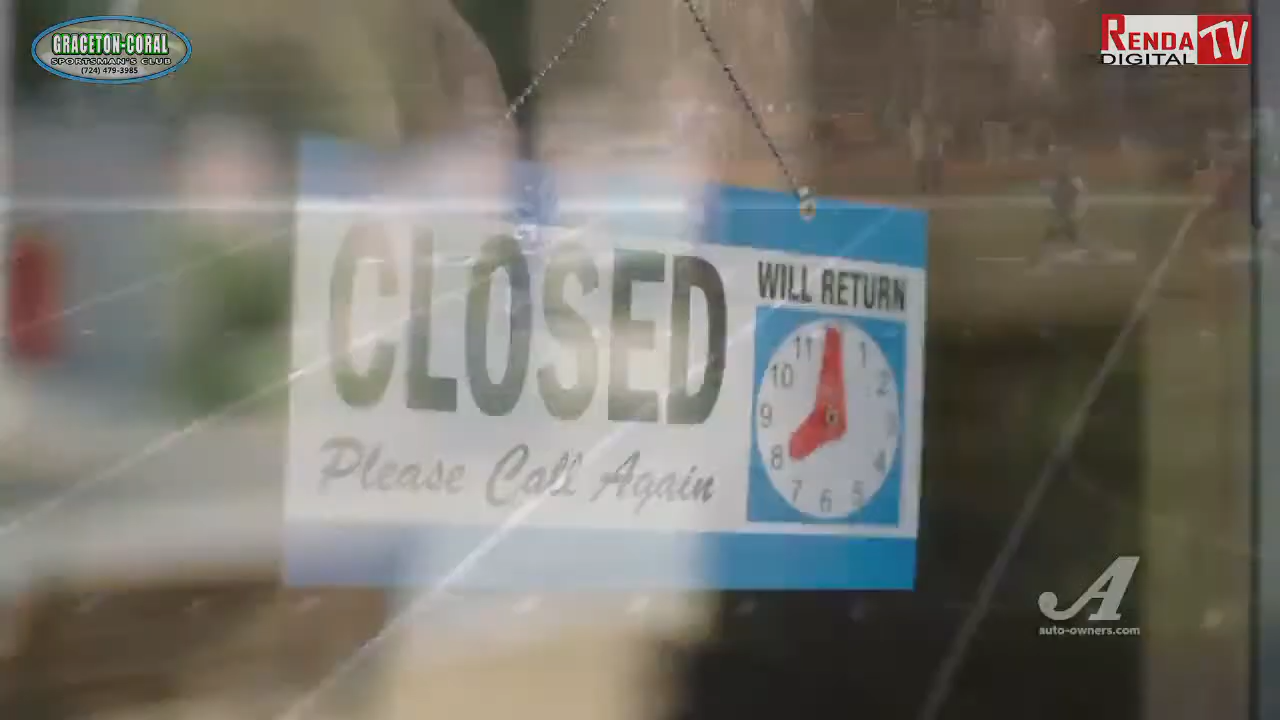 GRACETON-CORAL
SPORTSMAN'S CLUB
(724) 479-3985
RENDA TV
DIGITAL
CLOSED
Please Call Again
WILL RETURN
11
1
10
2
9
3
8
4
7
6
5
A
auto-owners.com